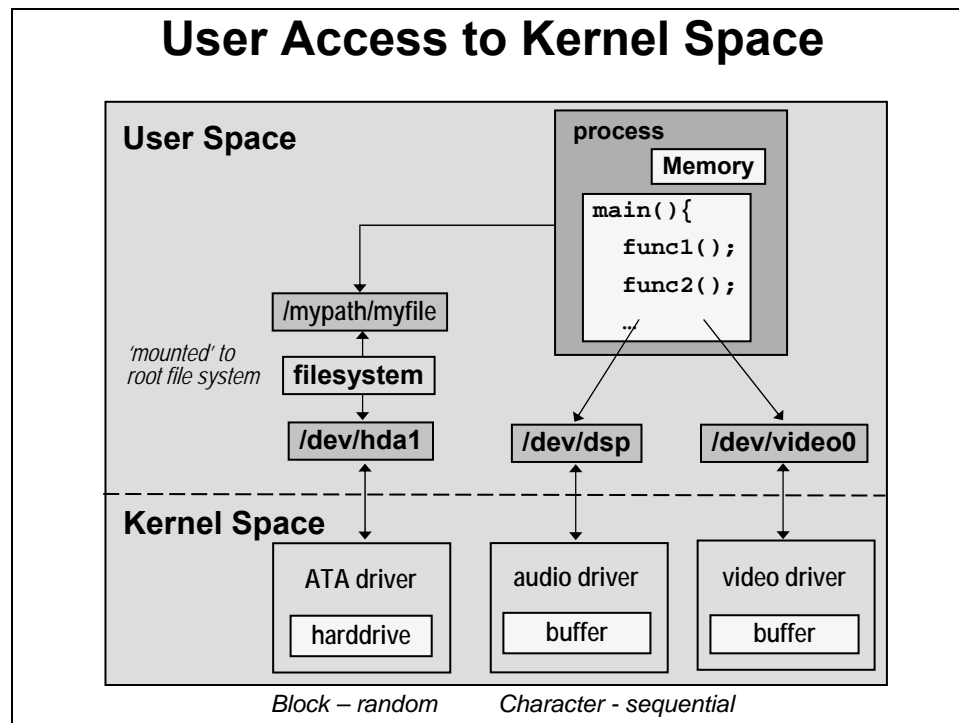 User Access to Kernel Space
User Space
process
Memory
main(){
func1();
func2();
…
/mypath/myfile
‘mounted’ to
root file system
filesystem
/dev/hda1
/dev/dsp
/dev/video0
Kernel Space
ATA driver
harddrive
audio driver
buffer
video driver
buffer
Block – random
Character - sequential